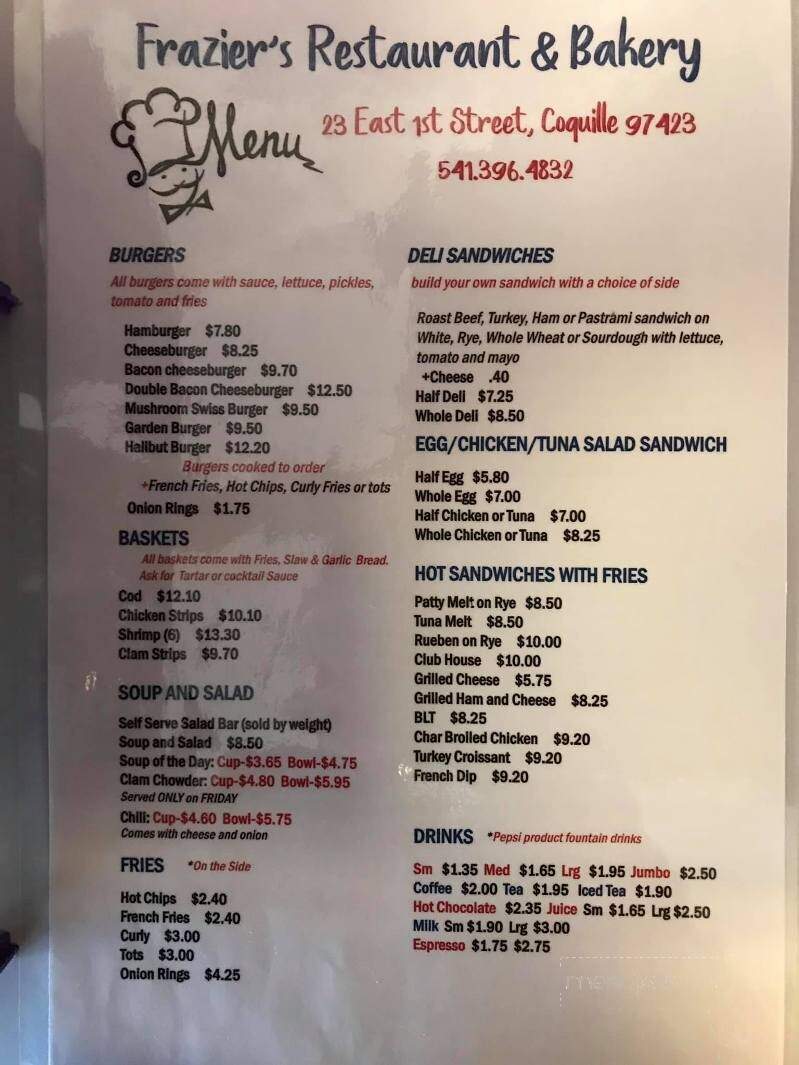 Frazier's Restaurant & Bakery
Menu
23 East 1st Street, Coquille 97423
541.396.4832
BURGERS
All burgers come with sauce, lettuce, pickles,
tomato and fries
Hamburger $7.80
Cheeseburger $8.25
Bacon cheeseburger $9.70
Double Bacon Cheeseburger $12.50
Mushroom Swiss Burger $9.50
Garden Burger $9.50
Halibut Burger $12.20
Burgers cooked to order
+French Fries, Hot Chips, Curly Fries or tots
Onion Rings $1.75
BASKETS
All baskets come with Fries, Slaw & Garlic Bread.
Ask for Tartar or cocktail Sauce
Cod $12.10
Chicken Strips $10.10
Shrimp (6) $13.30
Clam Strips $9.70
SOUP AND SALAD
Self Serve Salad Bar (sold by weight)
Soup and Salad $8.50
Soup of the Day: Cup-$3.65 Bowl-$4.75
Clam Chowder: Cup-$4.80 Bowl-$5.95
Served ONLY on FRIDAY
Chili: Cup-$4.60 Bowl-$5.75
Comes with cheese and onion
FRIES *On the Side
Hot Chips $2.40
French Fries $2.40
Curly $3.00
Tots $3.00
Onion Rings $4.25
DELI SANDWICHES
build your own sandwich with a choice of side
Roast Beef, Turkey, Ham or Pastrami sandwich on
White, Rye, Whole Wheat or Sourdough with lettuce,
tomato and mayo
+Cheese .40
Half Deli $7.25
Whole Deli $8.50
EGG/CHICKEN/TUNA SALAD SANDWICH
Half Egg $5.80
Whole Egg $7.00
Half Chicken or Tuna $7.00
Whole Chicken or Tuna $8.25
HOT SANDWICHES WITH FRIES
Patty Melt on Rye $8.50
Tuna Melt $8.50
Rueben on Rye $10.00
Club House $10.00
Grilled Cheese $5.75
Grilled Ham and Cheese $8.25
BLT $8.25
Char Broiled Chicken $9.20
Turkey Croissant $9.20
French Dip $9.20
DRINKS *Pepsi product fountain drinks
Sm $1.35 Med $1.65 Lrg $1.95 Jumbo $2.50
Coffee $2.00 Tea $1.95 Iced Tea $1.90
Hot Chocolate $2.35 Juice Sm $1.65 Lrg $2.50
Milk Sm $1.90 Lrg $3.00
Espresso $1.75 $2.75